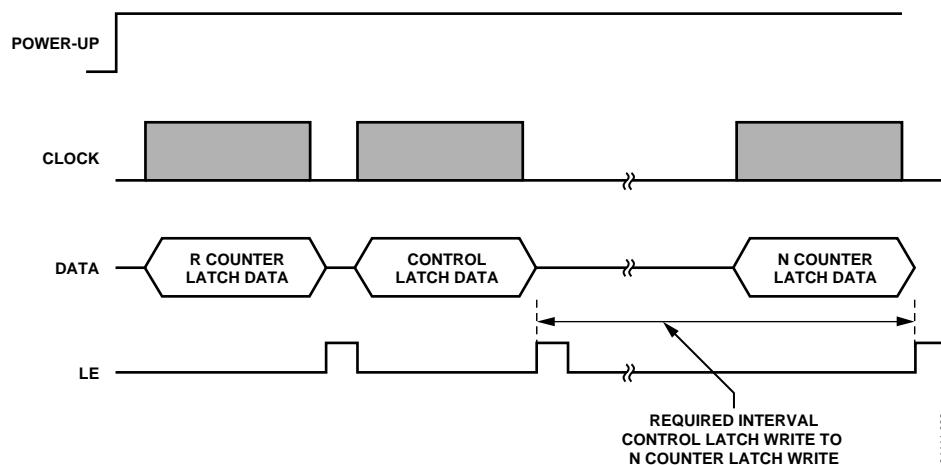 POWER-UP
CLOCK
DATA
R COUNTER
LATCH DATA
CONTROL
LATCH DATA
N COUNTER
LATCH DATA
LE
REQUIRED INTERVAL
CONTROL LATCH WRITE TO
N COUNTER LATCH WRITE